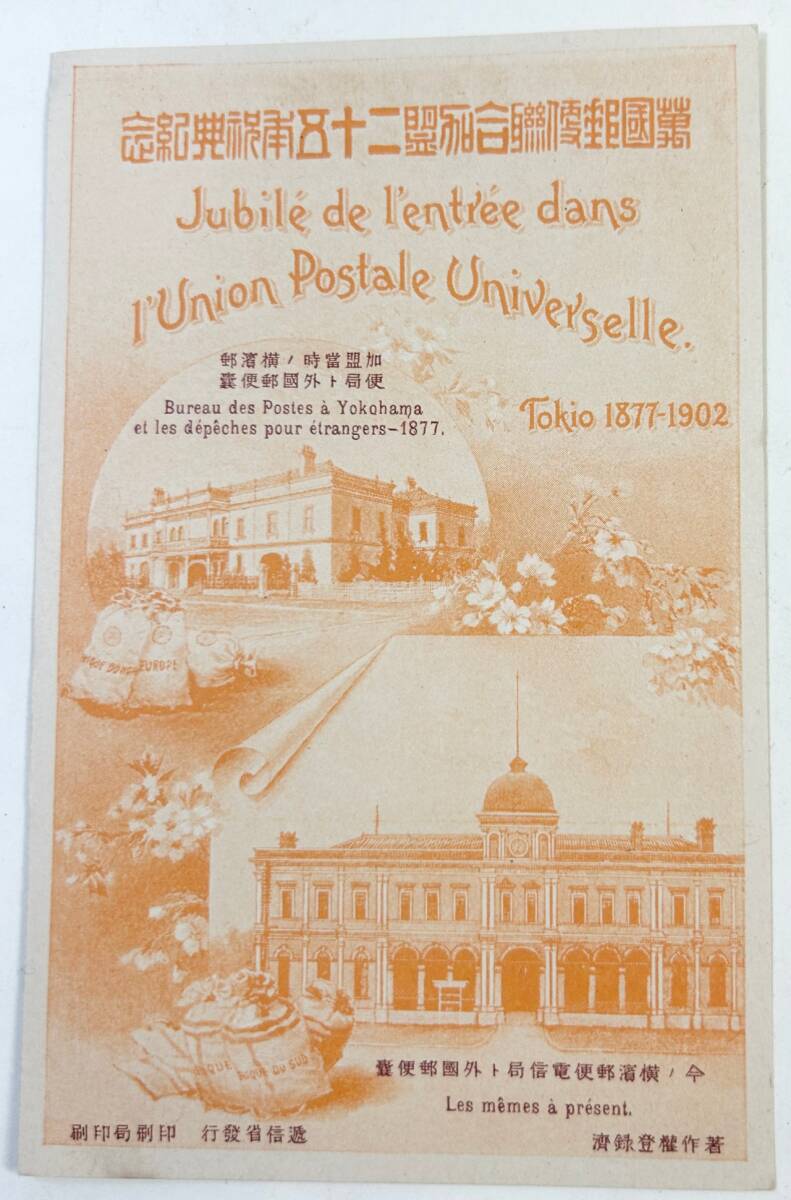 萬國郵便聯合加盟二十五年祝典紀念
Jubilé de l'entrée dans
l'Union Postale Universelle.
Tokio 1877-1902
加盟當時ノ橫濱郵
便局ト外國郵便囊
Bureau des Postes à Yokohama
et les dépêches pour étrangers-1877.
EUROPE
今ノ橫濱郵便電信局ト外國郵便囊
Les mêmes à présent.
DU SUD
著作權登録濟
遞信省發行 印刷局印刷